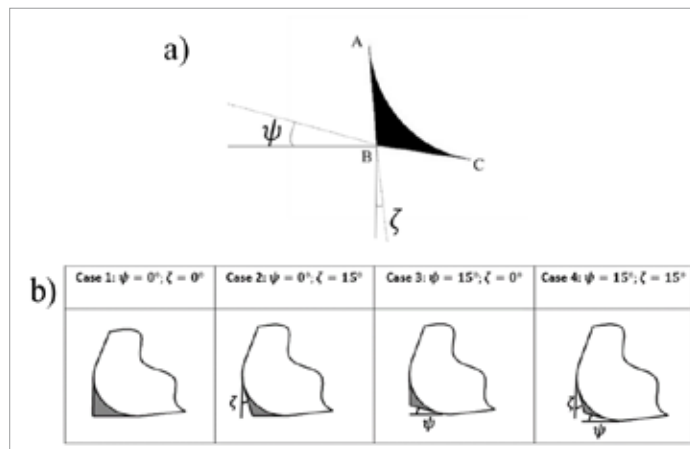 a)
A
ψ
B
C
ζ
b)
Case 1: ψ = 0°; ζ = 0°
Case 2: ψ = 0°; ζ = 15°
Case 3: ψ = 15°; ζ = 0°
Case 4: ψ = 15°; ζ = 15°
ζ
ψ
ζ
ψ